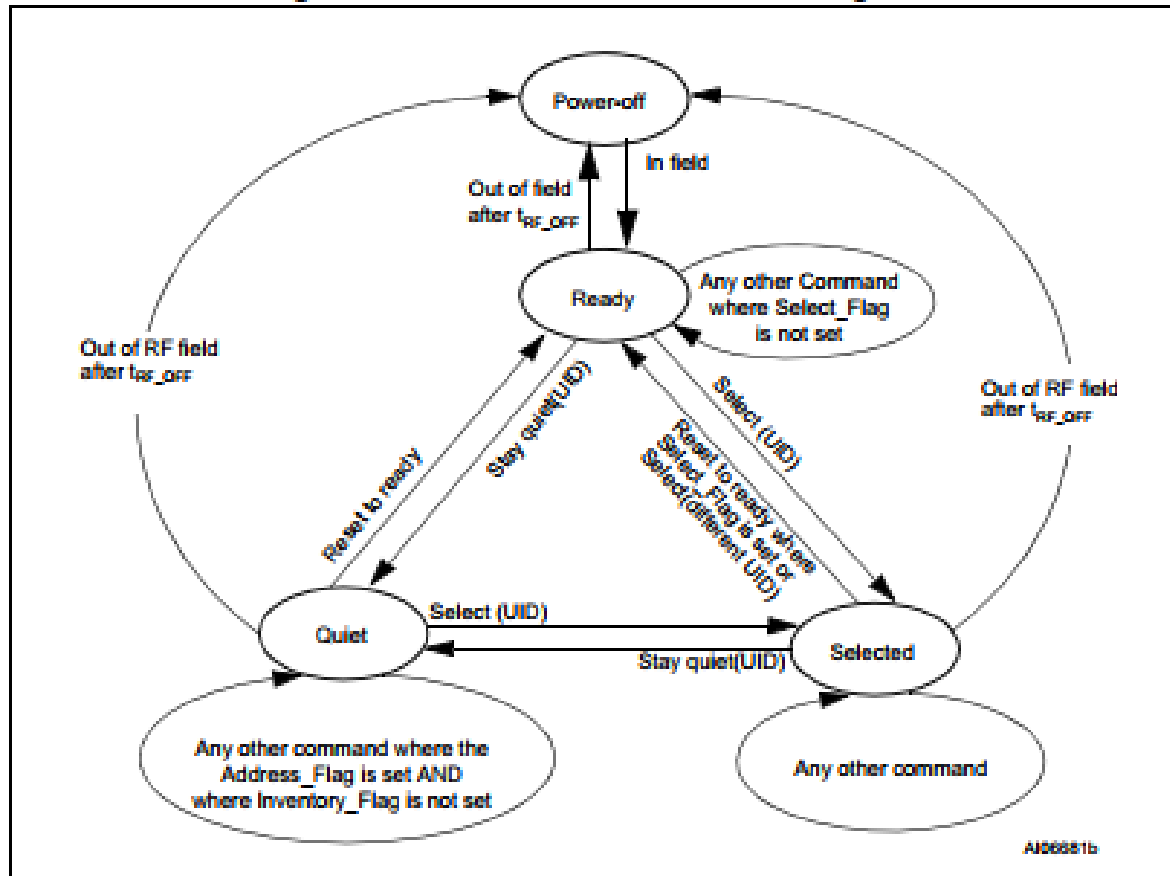 Power-off
In field
Out of field
after tRF_OFF
Ready
Any other Command
where Select_Flag
is not set
Out of RF field
after tRF_OFF
Out of RF field
after tRF_OFF
Reset to ready
Stay quiet(UID)
Select (UID)
Reset to ready where
Select_Flag is set or
Select(different UID)
Quiet
Select (UID)
Stay quiet(UID)
Selected
Any other command where the
Address_Flag is set AND
where Inventory_Flag is not set
Any other command
AI06681b